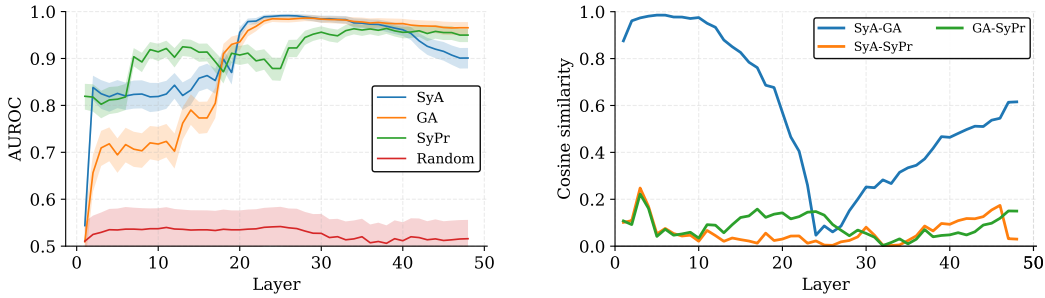 1.0
0.9
0.8
0.7
0.6
0.5
AUROC
0 10 20 30 40 50
Layer
SyA
GA
SyPr
Random
1.0
0.8
0.6
0.4
0.2
0.0
Cosine similarity
0 10 20 30 40 50
Layer
SyA-GA GA-SyPr
SyA-SyPr